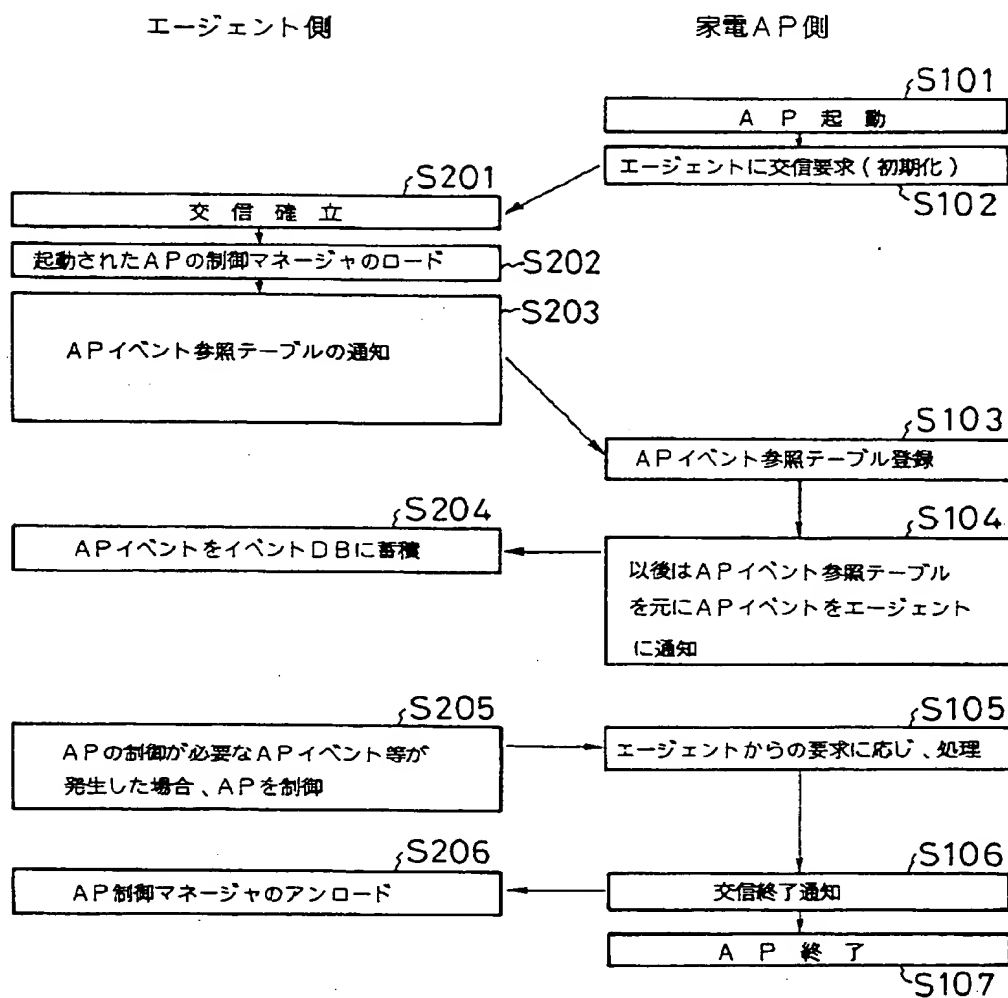 エージェント側
家電AP側
S101
AP起動
エージェントに交信要求(初期化)
S102
S201
交信確立
起動されたAPの制御マネージャのロード
S202
S203
APイベント参照テーブルの通知
S103
APイベント参照テーブル登録
S204
APイベントをイベントDBに蓄積
S104
以後はAPイベント参照テーブル
を元にAPイベントをエージェント
に通知
S205
APの制御が必要なAPイベント等が
発生した場合、APを制御
S105
エージェントからの要求に応じ、処理
S206
AP制御マネージャのアンロード
S106
交信終了通知
AP終了
S107